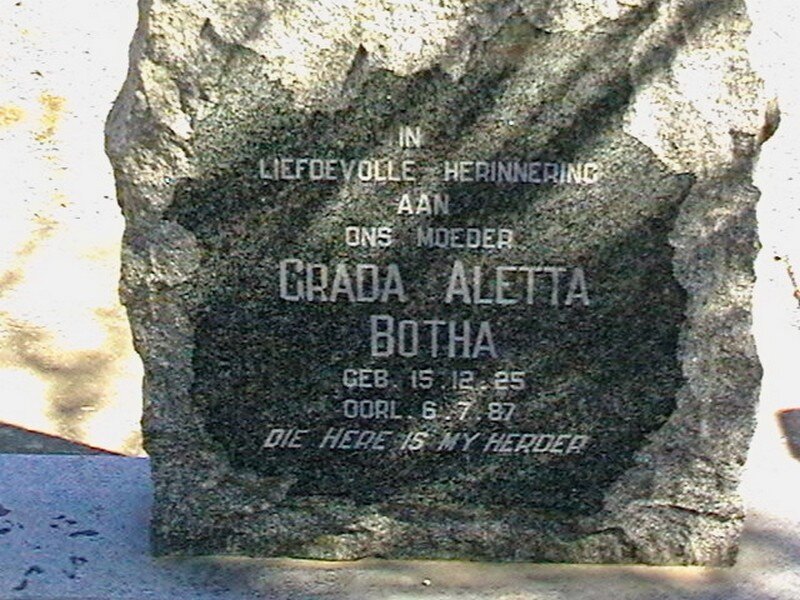 IN
LIEFDEVOLLE HERINNERING
AAN
ONS MOEDER
GRADA ALETTA
BOTHA
GEB. 15.12.25
OORL. 6.7.87
DIE HERE IS MY HERDER